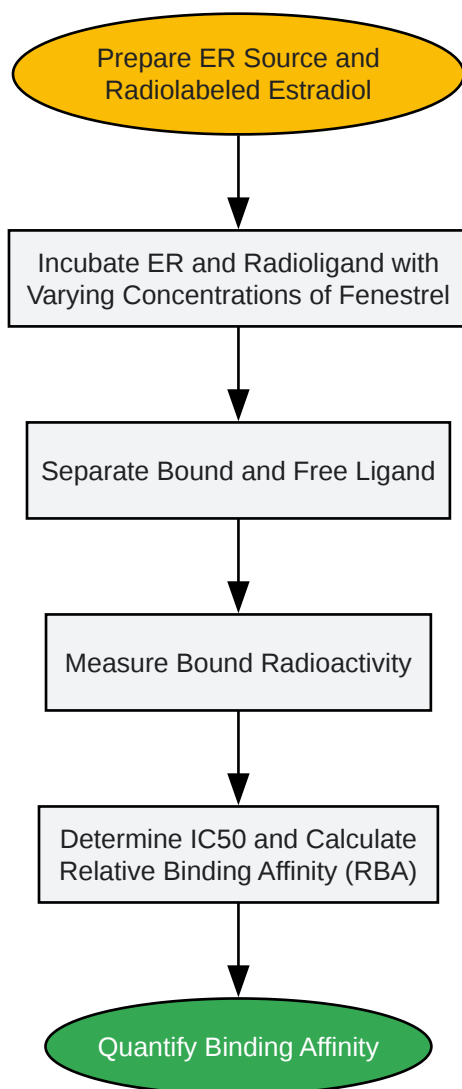 Prepare ER Source and
Radiolabeled Estradiol
Incubate ER and Radioligand with
Varying Concentrations of Fenestrel
Separate Bound and Free Ligand
Measure Bound Radioactivity
Determine IC50 and Calculate
Relative Binding Affinity (RBA)
Quantify Binding Affinity